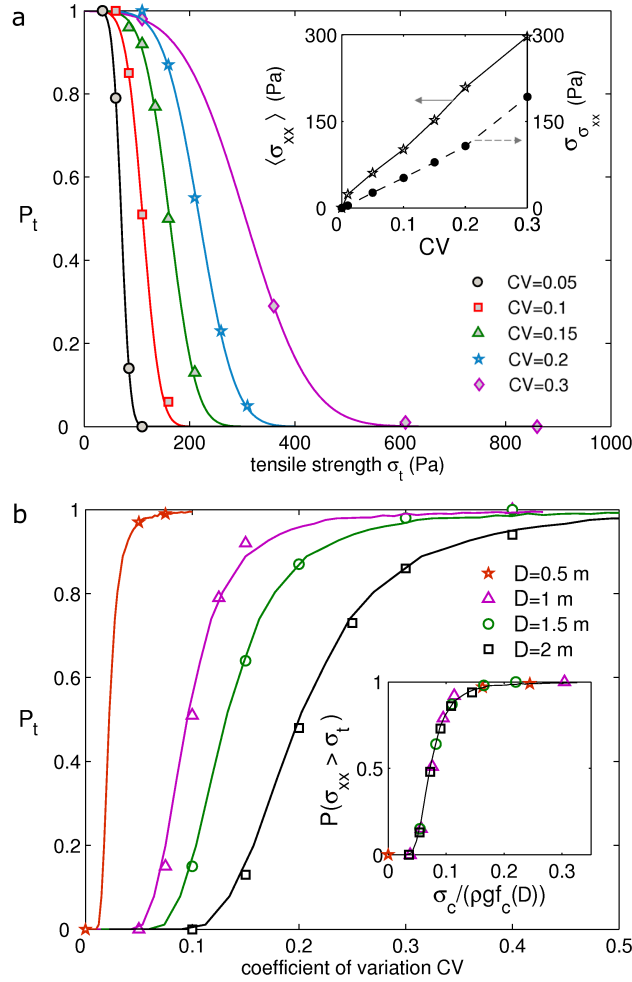 a
1
0.8
0.6
0.4
0.2
0
P_t
0
200
400
600
800
1000
tensile strength σ_t (Pa)
300
150
0
⟨σ_xx⟩ (Pa)
0
0.1
0.2
0.3
CV
300
150
0
σ_σ_xx (Pa)
CV=0.05
CV=0.1
CV=0.15
CV=0.2
CV=0.3
b
1
0.8
0.6
0.4
0.2
0
P_t
0
0.1
0.2
0.3
0.4
0.5
coefficient of variation CV
D=0.5 m
D=1 m
D=1.5 m
D=2 m
1
0.5
0
P(σ_xx > σ_t)
0
0.1
0.2
0.3
σ_c/(ρgf_c(D))